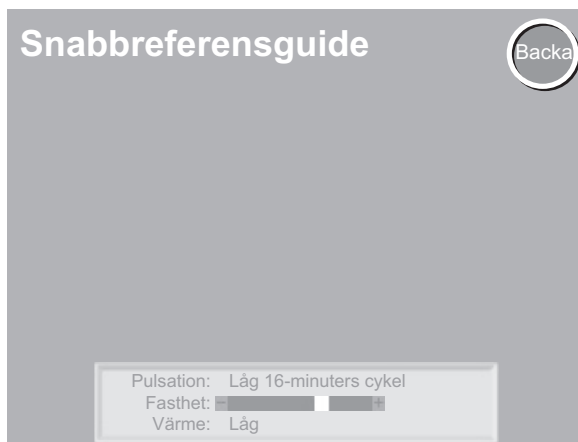 Snabbreferensguide
Backa
Pulsation: Låg 16-minuters cykel
Fasthet: - +
Värme: Låg